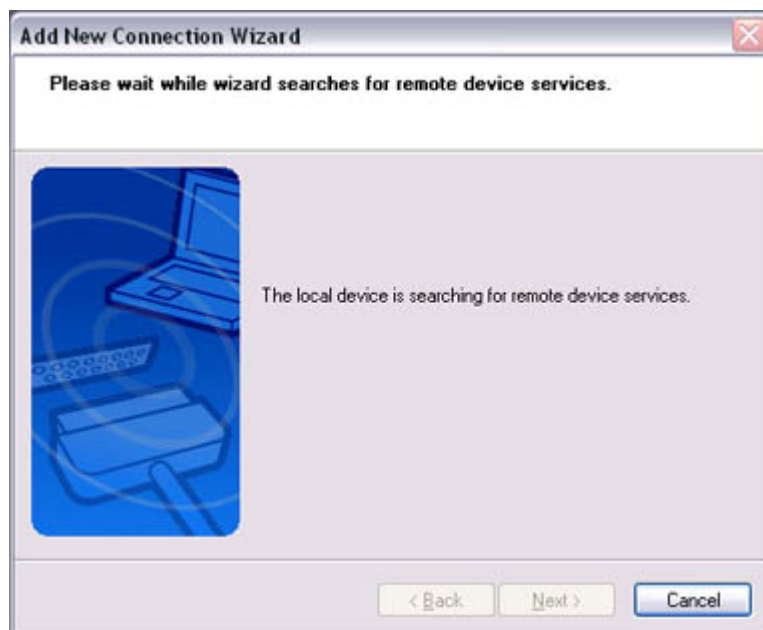 Add New Connection Wizard
Please wait while wizard searches for remote device services.
The local device is searching for remote device services.
< Back
Next >
Cancel